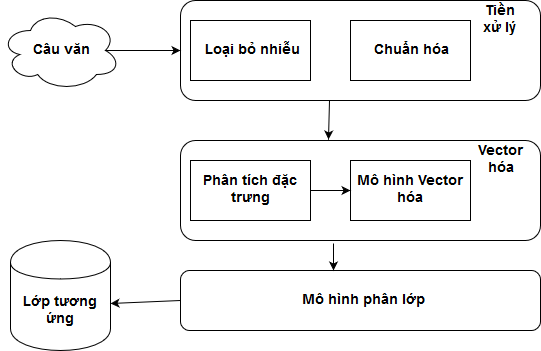 Câu văn
Loại bỏ nhiễu
Chuẩn hóa
Tiền
xử lý
Phân tích đặc
trưng
Mô hình Vector
hóa
Vector
hóa
Mô hình phân lớp
Lớp tương
ứng